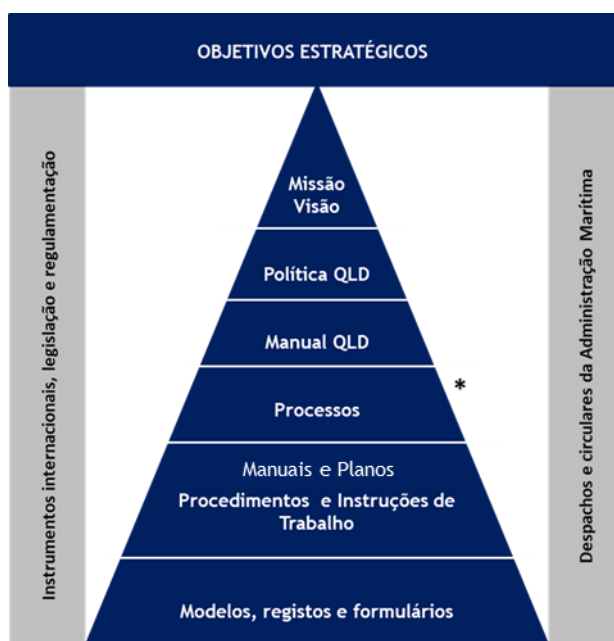 OBJETIVOS ESTRATÉGICOS
Instrumentos internacionais, legislação e regulamentação
Missão
Visão
Política QLD
Manual QLD
*
Processos
Manuais e Planos
Procedimentos e Instruções de
Trabalho
Modelos, registos e formulários
Despachos e circulares da Administração Marítima